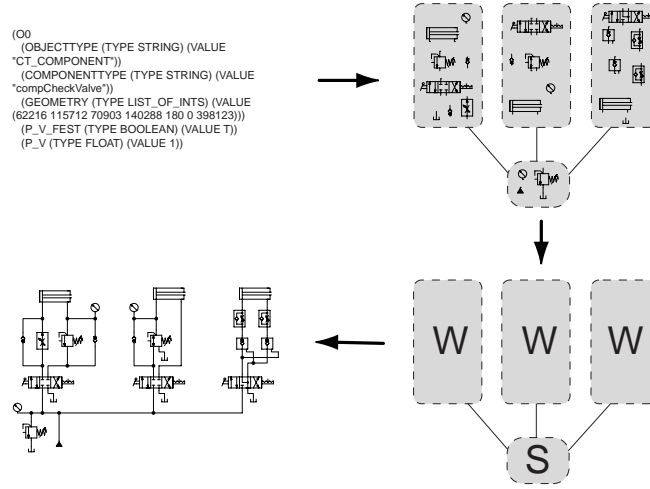 (O0
(OBJECTTYPE (TYPE STRING) (VALUE
"CT_COMPONENT"))
(COMPONENTTYPE (TYPE STRING) (VALUE
"compCheckValve"))
(GEOMETRY (TYPE LIST_OF_INTS) (VALUE
(62216 115712 70903 140288 180 0 398123)))
(P_V_FEST (TYPE BOOLEAN) (VALUE T))
(P_V (TYPE FLOAT) (VALUE 1))
W W W
S